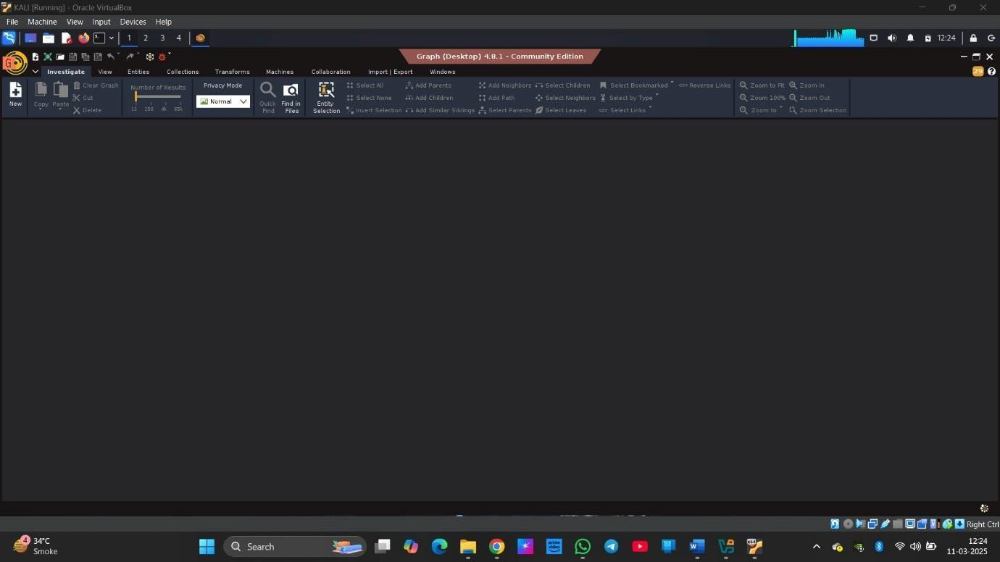 KALI [Running] - Oracle VirtualBox
File Machine View Input Devices Help
1 2 3 4 12:24
Graph (Desktop) 4.8.1 - Community Edition
Investigate View Entities Collections Transforms Machines Collaboration Import | Export Windows 29
Clear Graph Number of Results Privacy Mode Select All Add Parents Add Neighbors Select Children Select Bookmarked Reverse Links Zoom to Fit Zoom In
Cut Normal Select None Add Children Add Path Select Neighbors Select by Type Zoom 100% Zoom Out
New Copy Paste Quick Find Find in Files Entity Selection
Delete 12 256 4k 65k Invert Selection Add Similar Siblings Select Parents Select Leaves Select Links Zoom to Zoom Selection
Right Ctrl
4 34°C
Smoke
Search
prime video
12:24
11-03-2025